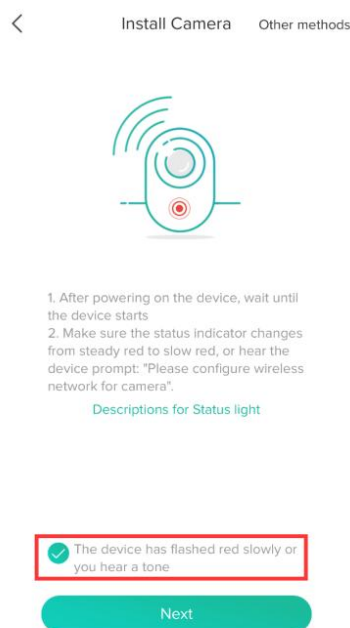 Install Camera Other methods
1. After powering on the device, wait until
the device starts
2. Make sure the status indicator changes
from steady red to slow red, or hear the
device prompt: "Please configure wireless
network for camera".
Descriptions for Status light
The device has flashed red slowly or
you hear a tone
Next